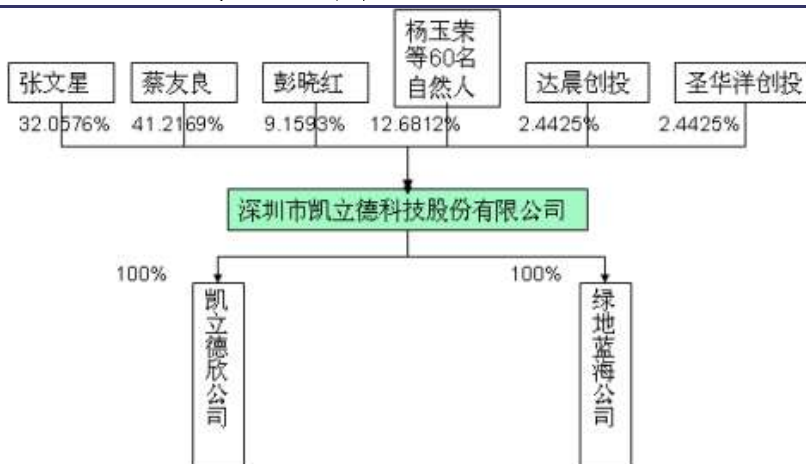 杨玉荣
等60名
自然人
张文星
蔡友良
彭晓红
达晨创投
圣华洋创投
32.0576%
41.2169%
9.1593%
12.6812%
2.4425%
2.4425%
深圳市凯立德科技股份有限公司
100%
100%
凯立德欣公司
绿地蓝海公司